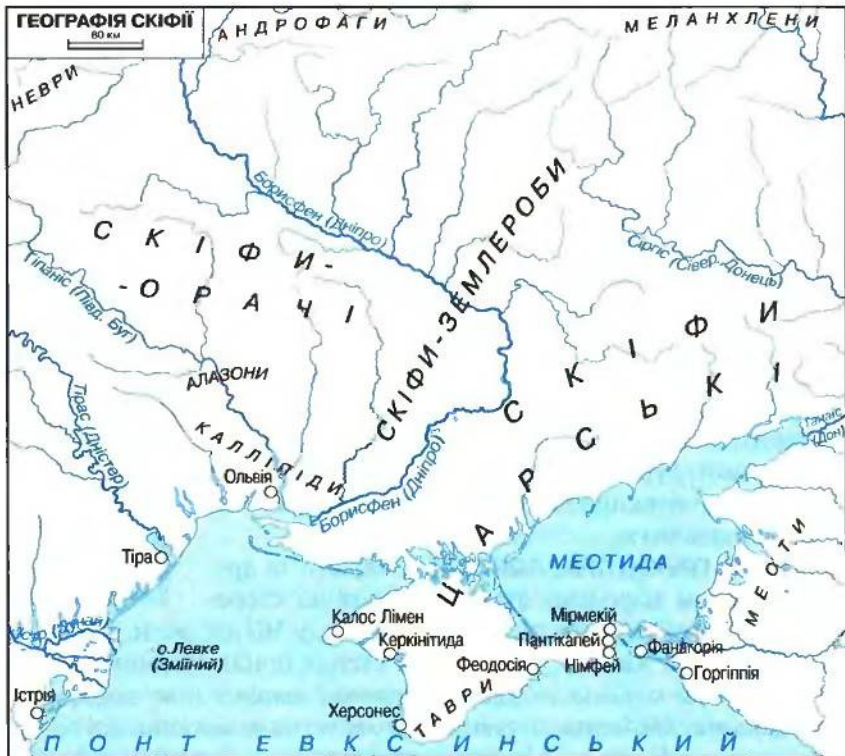 ГЕОГРАФІЯ СКІФІЇ
80 км
АНДРОФАГИ
МЕЛАНХЛЕНИ
НЕВРИ
Борисфен (Дніпро)
СКІФИ-
-ОРАЧІ
СКІФИ-ЗЕМЛЕРОБИ
Сіргіс (Сівер. Донець)
Гіпаніс (Півд. Буг)
СКІФИ
ЦАРСЬКІ
АЛАЗОНИ
Тірас (Дністер)
КАЛЛІПІДИ
Танаїс
(Дон)
Ольвія
Борисфен (Дніпро)
Тіра
МЕОТИДА
МЕОТИ
Калос Лімен
Мірмекій
Керкінітида
Пантікапей
Фанагорія
о.Левке
(Зміїний)
Феодосія
Німфей
Горгіппія
Істрія
Херсонес
ТАВРИ
ПОНТ ЕВКСИНСЬКИЙ